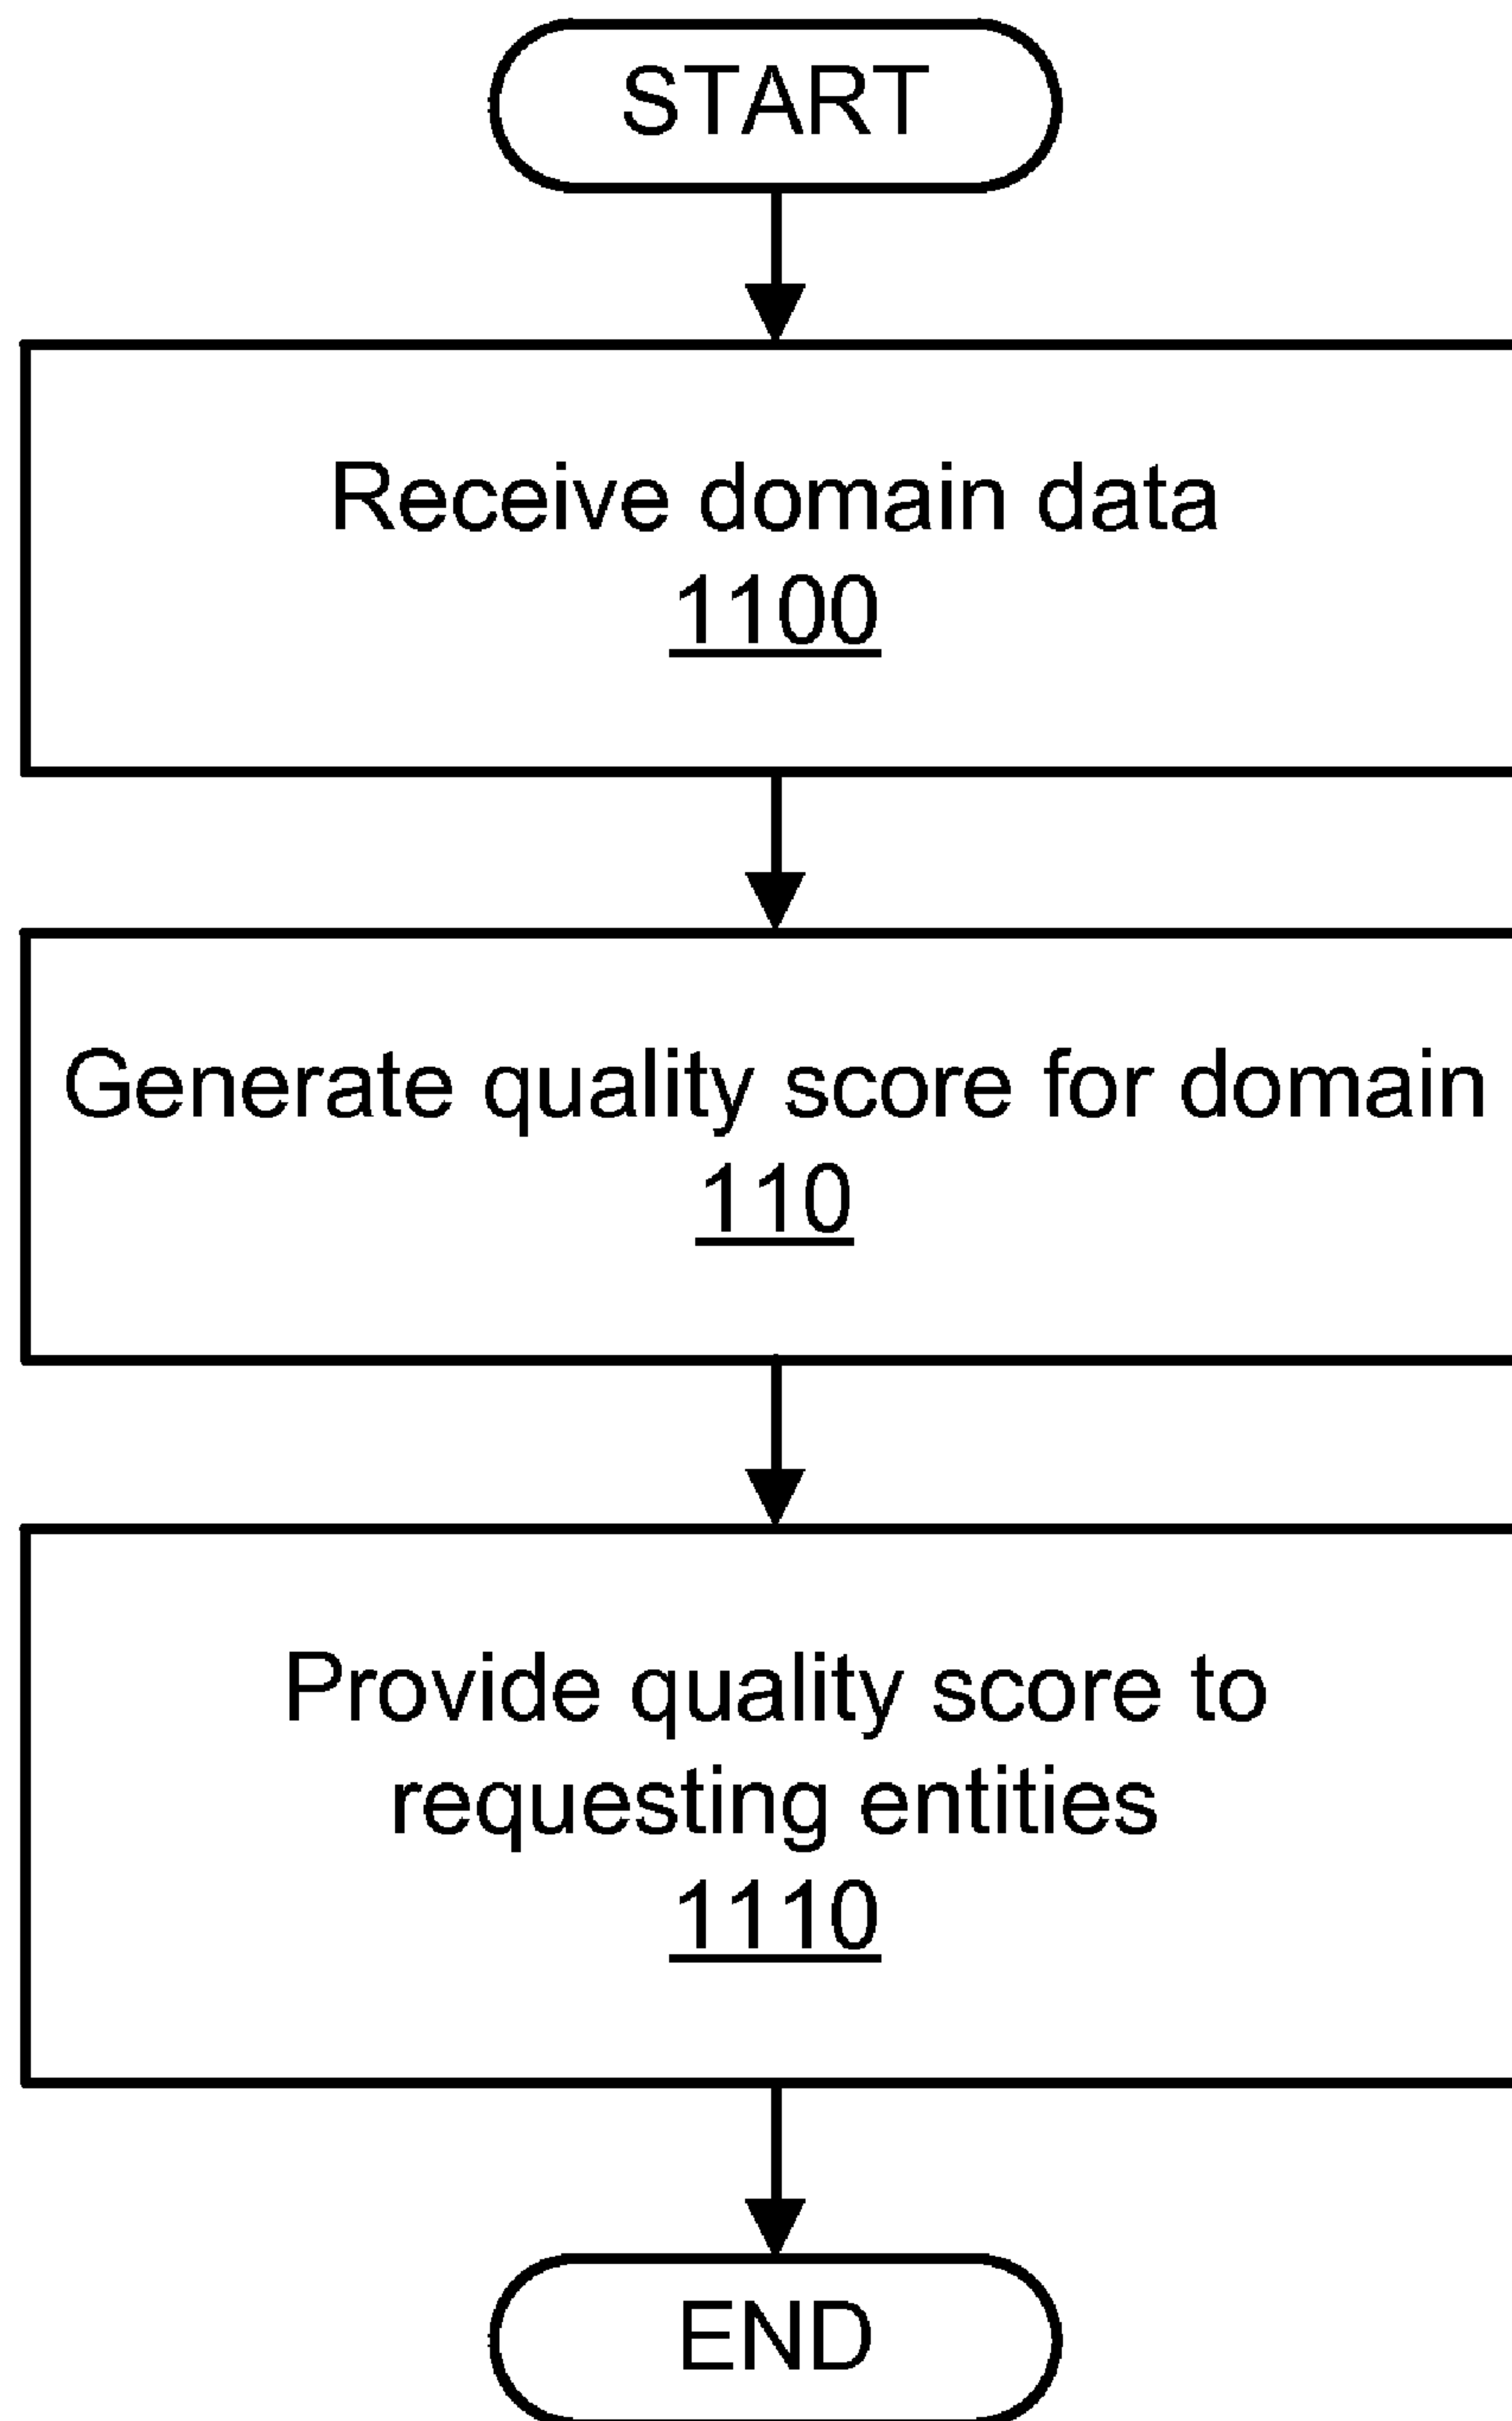 START
Receive domain data
1100
Generate quality score for domain
110
Provide quality score to
requesting entities
1110
END